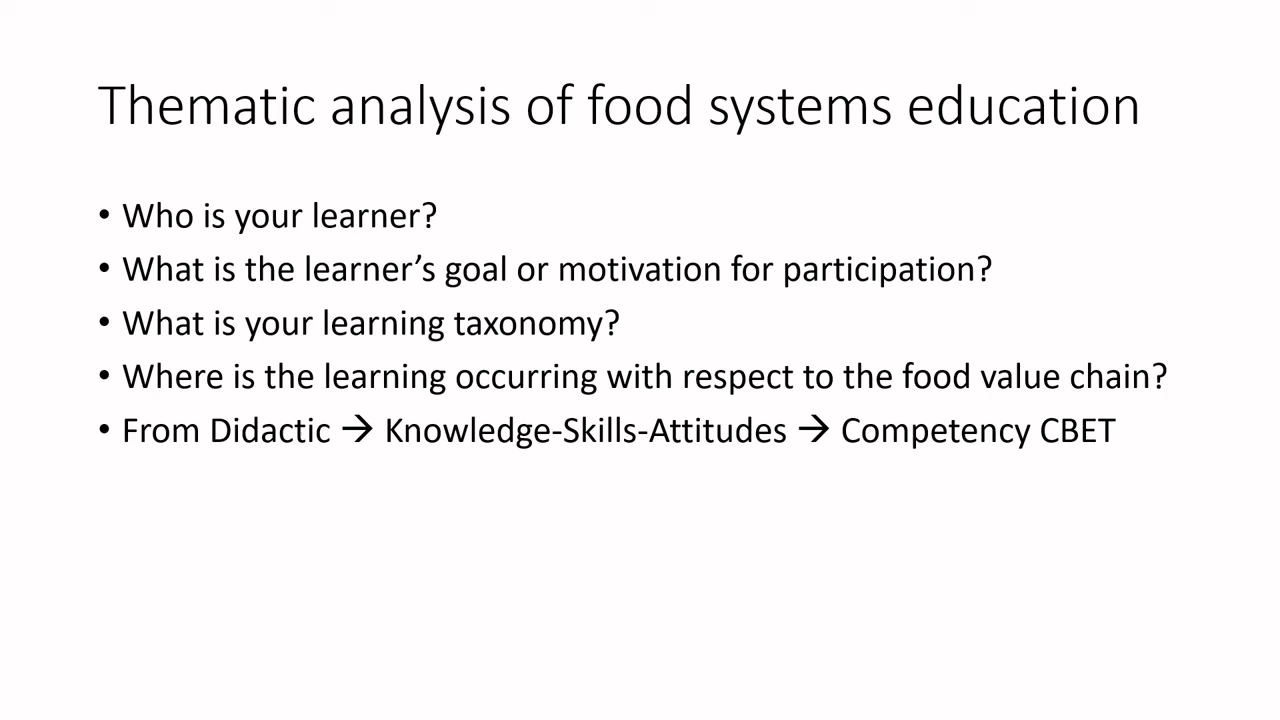 Thematic analysis of food systems education
• Who is your learner?
• What is the learner’s goal or motivation for participation?
• What is your learning taxonomy?
• Where is the learning occurring with respect to the food value chain?
• From Didactic → Knowledge-Skills-Attitudes → Competency CBET